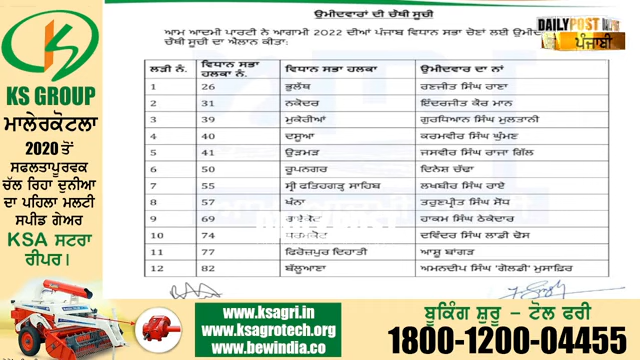 KS GROUP
ਮਾਲੇਰਕੋਟਲਾ
2020 ਤੋਂ
ਸਫਲਤਾਪੂਰਵਕ
ਚੱਲ ਰਿਹਾ ਦੁਨੀਆ
ਦਾ ਪਹਿਲਾ ਮਲਟੀ
ਸਪੀਡ ਗੇਅਰ
KSA ਸਟਰਾ
ਰੀਪਰ।
ਉਮੀਦਵਾਰਾਂ ਦੀ ਚੌਥੀ ਸੂਚੀ
ਆਮ ਆਦਮੀ ਪਾਰਟੀ ਨੇ ਆਗਾਮੀ 2022 ਦੀਆਂ ਪੰਜਾਬ ਵਿਧਾਨ ਸਭਾ ਚੋਣਾਂ ਲਈ
ਚੌਥੀ ਸੂਚੀ ਦਾ ਐਲਾਨ ਕੀਤਾ:
DAILY POST
ਪੰਜਾਬੀ
ਲੜੀ ਨੰ. ਵਿਧਾਨ ਸਭਾ ਹਲਕਾ ਨੰ. ਵਿਧਾਨ ਸਭਾ ਹਲਕਾ ਉਮੀਦਵਾਰ ਦਾ ਨਾਂ
1 26 ਭੁਲੱਥ ਰਣਜੀਤ ਸਿੰਘ ਰਾਣਾ
2 31 ਨਕੋਦਰ ਇੰਦਰਜੀਤ ਕੌਰ ਮਾਨ
3 39 ਮੁਕੇਰੀਆਂ ਗੁਰਧਿਆਨ ਸਿੰਘ ਮੁਲਤਾਨੀ
4 40 ਦਸੂਆ ਕਰਮਵੀਰ ਸਿੰਘ ਘੁੰਮਣ
5 41 ਉੜਮੜ ਜਸਵੀਰ ਸਿੰਘ ਰਾਜਾ ਗਿੱਲ
6 50 ਰੂਪਨਗਰ ਦਿਨੇਸ਼ ਚੱਢਾ
7 55 ਸ੍ਰੀ ਫਤਿਹਗੜ੍ਹ ਸਾਹਿਬ ਲਖਬੀਰ ਸਿੰਘ ਰਾਏ
8 57 ਖੰਨਾ ਤਰੁਣਪ੍ਰੀਤ ਸਿੰਘ ਸੌਂਧ
9 69 ਹਾਕਮ ਸਿੰਘ ਠੇਕੇਦਾਰ
10 74 ਧਰਮਕੋਟ ਦਵਿੰਦਰ ਸਿੰਘ ਲਾਡੀ ਢੋਸ
11 77 ਫਿਰੋਜ਼ਪੁਰ ਦਿਹਾਤੀ ਆਸ਼ੂ ਬਾਂਗੜ
12 82 ਬੱਲੂਆਣਾ ਅਮਨਦੀਪ ਸਿੰਘ 'ਗੋਲਡੀ' ਮੁਸਾਫ਼ਿਰ
www.ksagri.in
www.ksagrotech.org
www.bewindia.co
ਬੂਕਿੰਗ ਸ਼ੁਰੂ – ਟੋਲ ਫਰੀ
1800-1200-04455